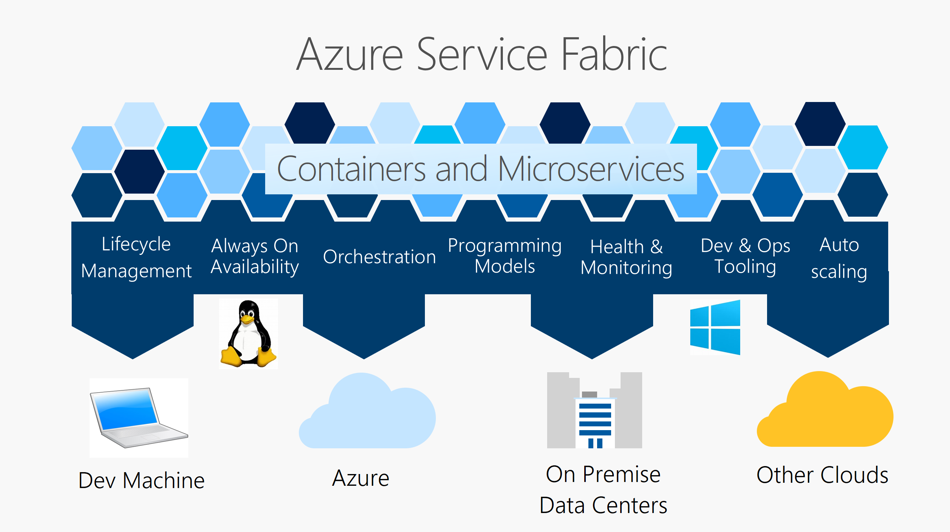 Azure Service Fabric
Containers and Microservices
Lifecycle
Management
Always On
Availability
Orchestration
Programming
Models
Health &
Monitoring
Dev & Ops
Tooling
Auto
scaling
Dev Machine
Azure
On Premise
Data Centers
Other Clouds